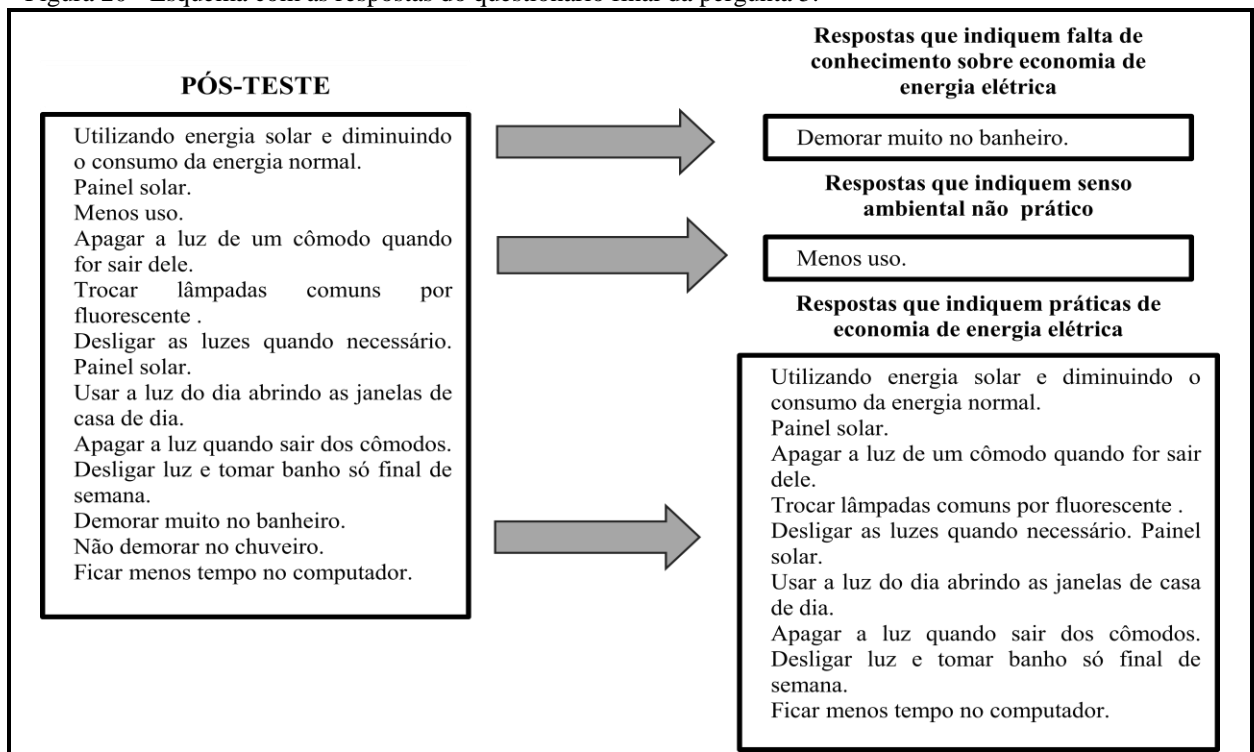 Esquema com as respostas do questionário final da pergunta
PÓS-TESTE
Utilizando energia solar e diminuindo
o consumo da energia normal.
Painel solar.
Menos uso.
Apagar a luz de um cômodo quando
for sair dele.
Trocar lâmpadas comuns por
fluorescente .
Desligar as luzes quando necessário.
Painel solar.
Usar a luz do dia abrindo as janelas de
casa de dia.
Apagar a luz quando sair dos cômodos.
Desligar luz e tomar banho só final de
semana.
Demorar muito no banheiro.
Não demorar no chuveiro.
Ficar menos tempo no computador.
Respostas que indiquem falta de
conhecimento sobre economia de
energia elétrica
Demorar muito no banheiro.
Respostas que indiquem senso
ambiental não prático
Menos uso.
Respostas que indiquem práticas de
economia de energia elétrica
Utilizando energia solar e diminuindo o
consumo da energia normal.
Painel solar.
Apagar a luz de um cômodo quando for sair
dele.
Trocar lâmpadas comuns por fluorescente .
Desligar as luzes quando necessário. Painel
solar.
Usar a luz do dia abrindo as janelas de casa
de dia.
Apagar a luz quando sair dos cômodos.
Desligar luz e tomar banho só final de
semana.
Ficar menos tempo no computador.